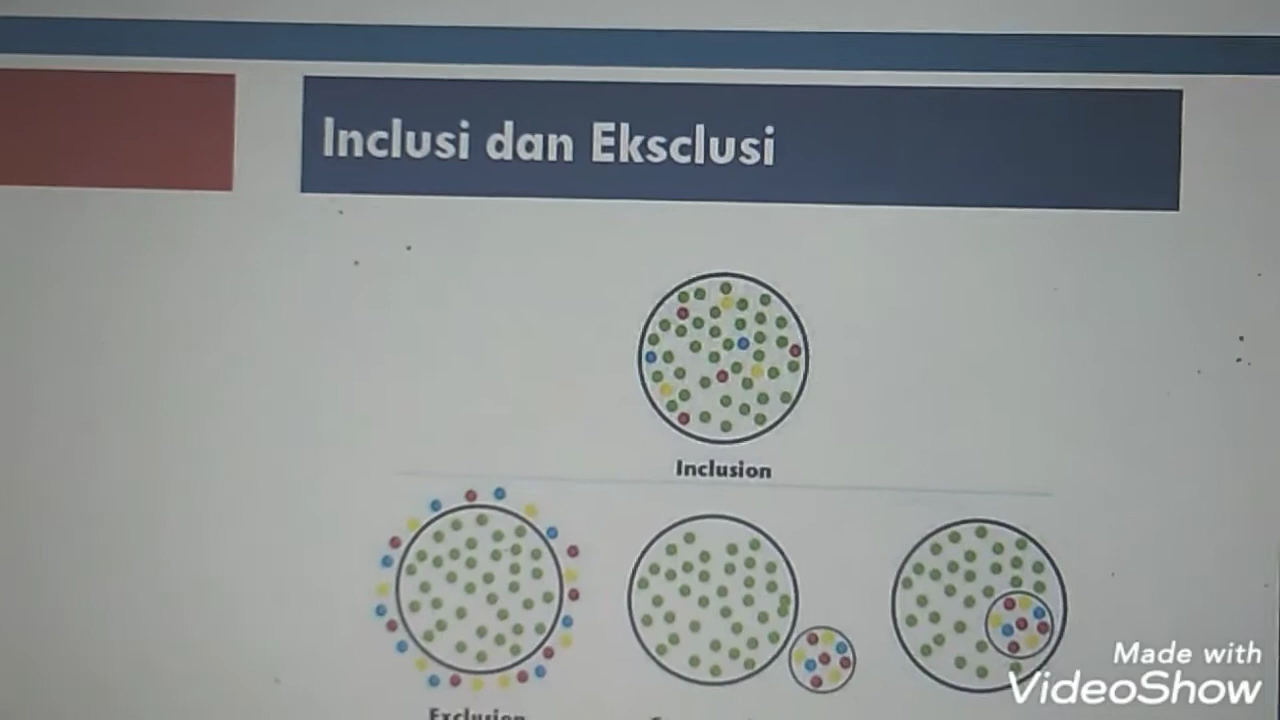 Inclusi dan Eksclusi
Inclusion
Exclusion
Made with
VideoShow